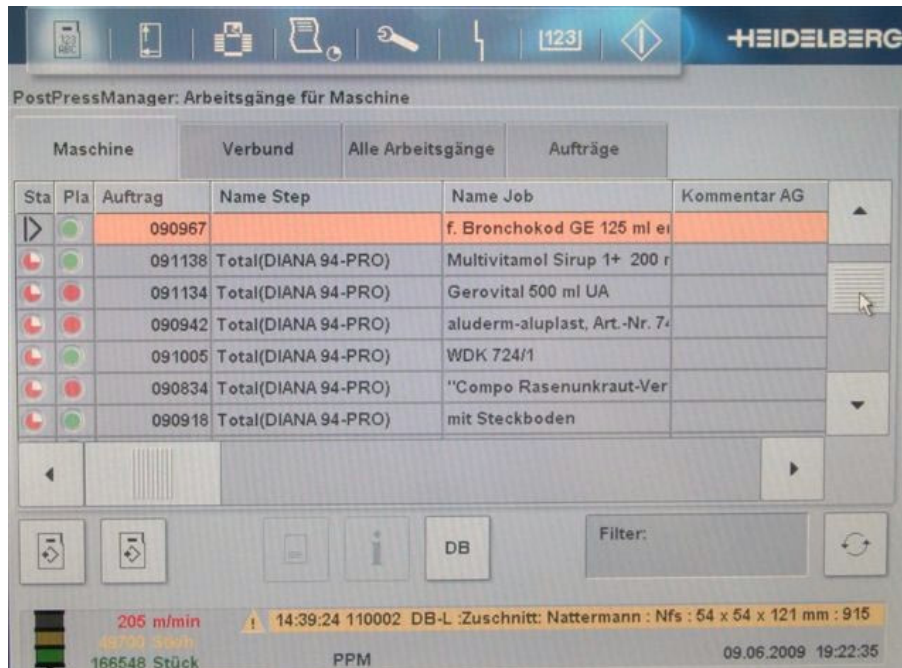 123
ABC
123
HEIDELBERG
PostPressManager: Arbeitsgänge für Maschine
Maschine Verbund Alle Arbeitsgänge Aufträge
Sta Pla Auftrag Name Step Name Job Kommentar AG
090967 f. Bronchokod GE 125 ml
091138 Total(DIANA 94-PRO) Multivitamol Sirup 1+ 200
091134 Total(DIANA 94-PRO) Gerovital 500 ml UA
090942 Total(DIANA 94-PRO) aluderm-aluplast, Art.-Nr. 74
091005 Total(DIANA 94-PRO) WDK 724/1
090834 Total(DIANA 94-PRO) "Compo Rasenunkraut-Ver
090918 Total(DIANA 94-PRO) mit Steckboden
DB
Filter:
205 m/min
14:39:24 110002 DB-L :Zuschnitt: Nattermann : Nfs : 54 x 54 x 121 mm : 915
48700 Stk/h
166548 Stück
PPM
09.06.2009 19:22:35